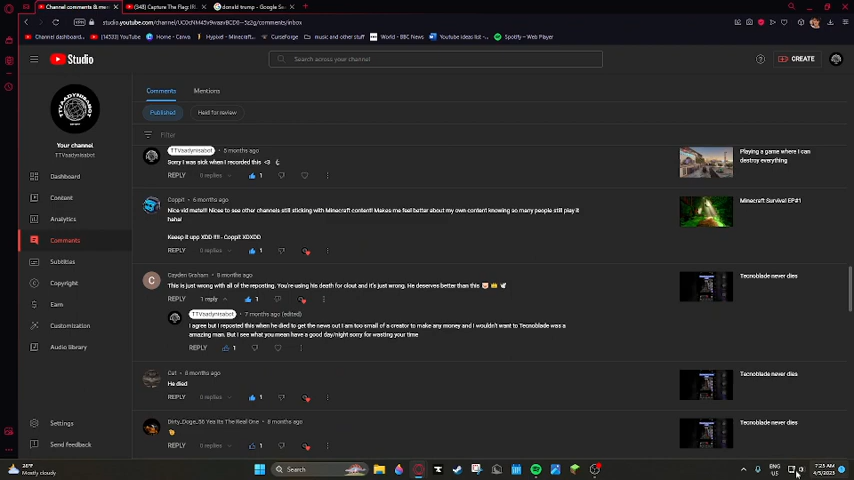 Channel comments & me
(348) Capture The Flag: R
donald trump - Google Se
studio.youtube.com/channel/
/comments/inbox
Channel dashboard
YouTube
Home - Canva
Hypixel - Minecraft...
CurseForge
music and other stuff
World - BBC News
Youtube ideas list -...
Spotify – Web Player
Studio
Search across your channel
CREATE
Comments
Mentions
Published
Held for review
Filter
Your channel
TTVsadynisabot
Dashboard
Content
Analytics
Comments
Subtitles
Copyright
Earn
Customization
Audio library
Settings
Send feedback
TTVsadynisabot 6 months ago
Sorry I was sick when I recorded this <3
REPLY 0 replies 1
Playing a game where I can
destroy everything
Coppit • 6 months ago
Nice vid mate!!! Nicee to see other channels still sticking with Minecraft content!! Makes me feel better about my own content knowing so many people still play it
haha!
Keeep it upp XDD !!!! - Coppit XDXDD
REPLY 0 replies 1
Minecraft Survival EP#1
C
Cayden Graham • 8 months ago
This is just wrong with all of the reposting. You're using his death for clout and it's just wrong. He deserves better than this 🐷 👑 🕊
REPLY 1 reply 1
Tecnoblade never dies
TTVsadynisabot 7 months ago (edited)
I agree but I reposted this when he died to get the news out I am too small of a creator to make any money and I wouldn't want to Tecnoblade was a
amazing man. But I see what you mean have a good day/night sorry for wasting your time
REPLY 1
Cat • 8 months ago
He died
REPLY 0 replies 1
Tecnoblade never dies
Dirty_Doge_56 Yea Its The Real One • 8 months ago
REPLY 0 replies 1
Tecnoblade never dies
Mostly cloudy
Search
ENG
US
7:25 AM
4/5/2023